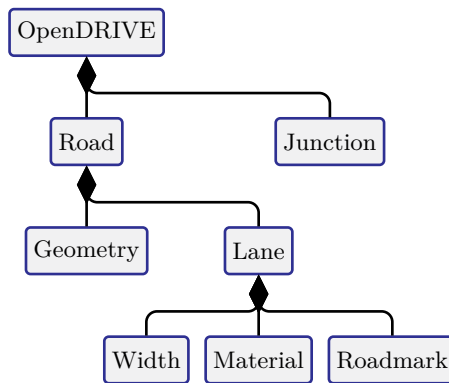 OpenDRIVE
Road
Junction
Geometry
Lane
Width
Material
Roadmark